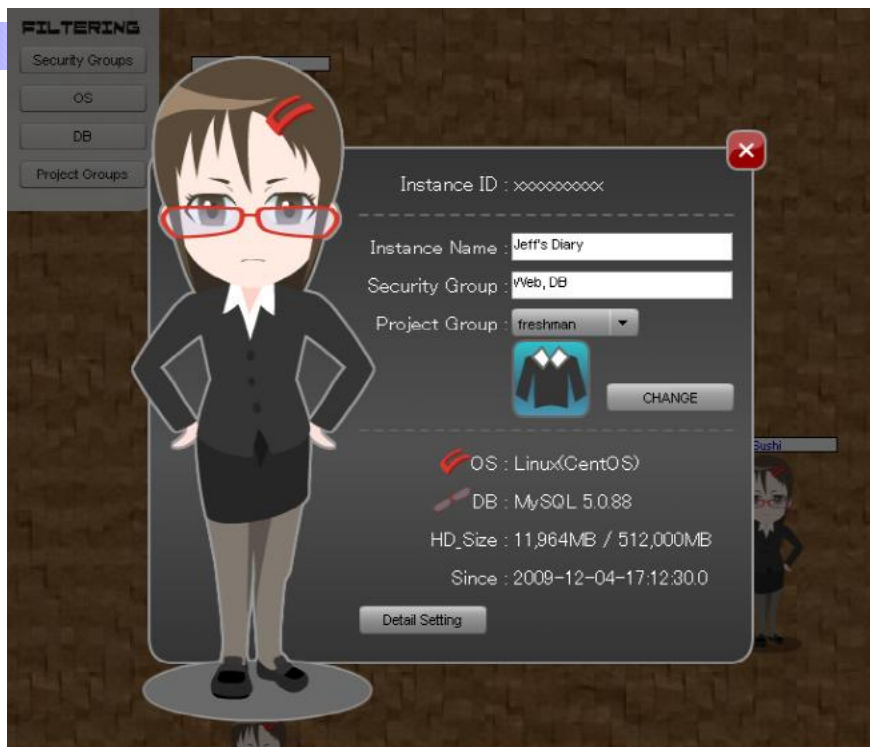 FILTERING
Security Groups
OS
DB
Project Groups
Instance ID : xxxxxxxxxx
Instance Name : Jeff's Diary
Security Group : Web, DB
Project Group : freshman
CHANGE
Sushi
OS : Linux(CentOS)
DB : MySQL 5.0.88
HD_Size : 11,964MB / 512,000MB
Since : 2009-12-04-17:12:30.0
Detail Setting